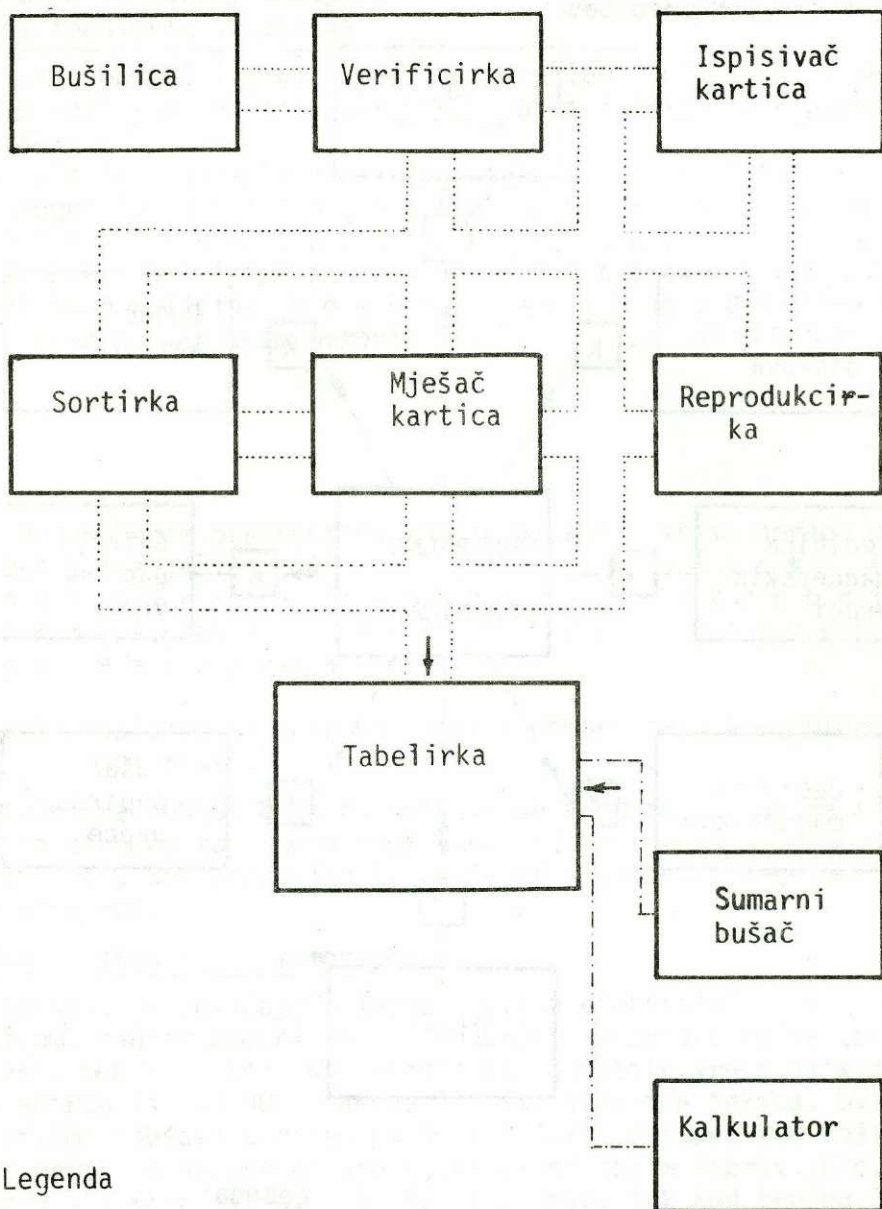 Bušilica
Verificirka
Ispisivač
kartica
Sortirka
Mješač
kartica
Reprodukcir-
ka
Tabelirka
Sumarni
bušač
Kalkulator
Legenda